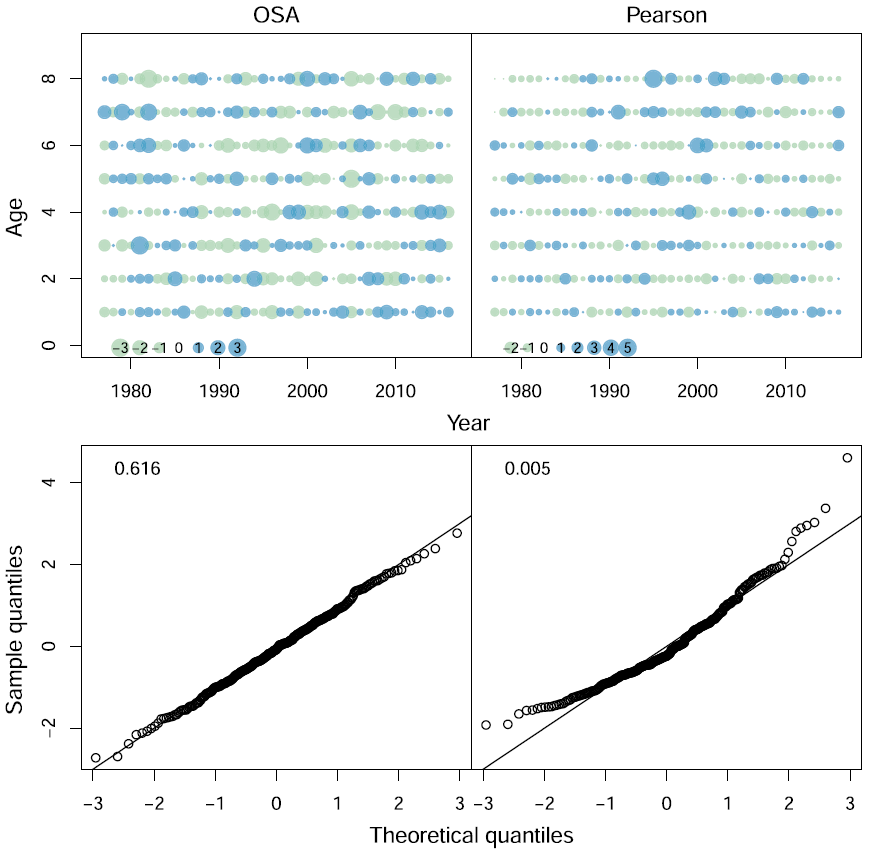 OSA Pearson
8
6
4
2
0
Age
−3 −2 −1 0 1 2 3
−2 −1 0 1 2 3 4 5
1980 1990 2000 2010 1980 1990 2000 2010
Year
0.616 0.005
4
2
0
−2
Sample quantiles
−3 −2 −1 0 1 2 3 −3 −2 −1 0 1 2 3
Theoretical quantiles